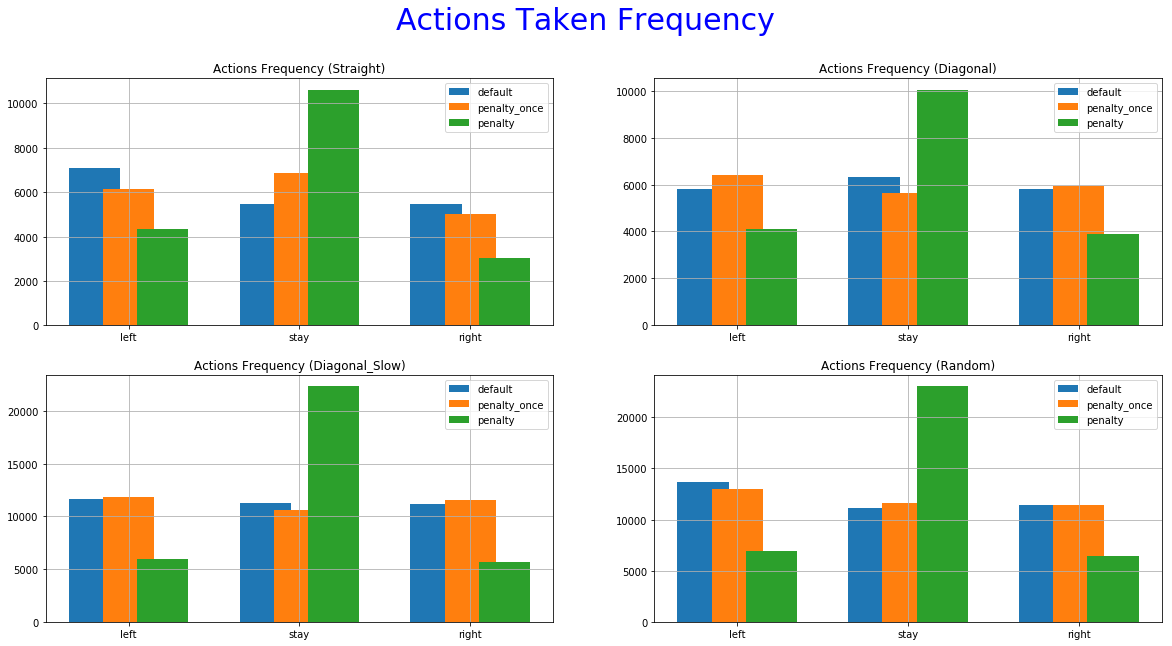 Actions Taken Frequency
Actions Frequency (Straight)
10000
8000
6000
4000
2000
0
left
stay
right
default
penalty_once
penalty
Actions Frequency (Diagonal)
10000
8000
6000
4000
2000
0
left
stay
right
default
penalty_once
penalty
Actions Frequency (Diagonal_Slow)
20000
15000
10000
5000
0
left
stay
right
default
penalty_once
penalty
Actions Frequency (Random)
20000
15000
10000
5000
0
left
stay
right
default
penalty_once
penalty